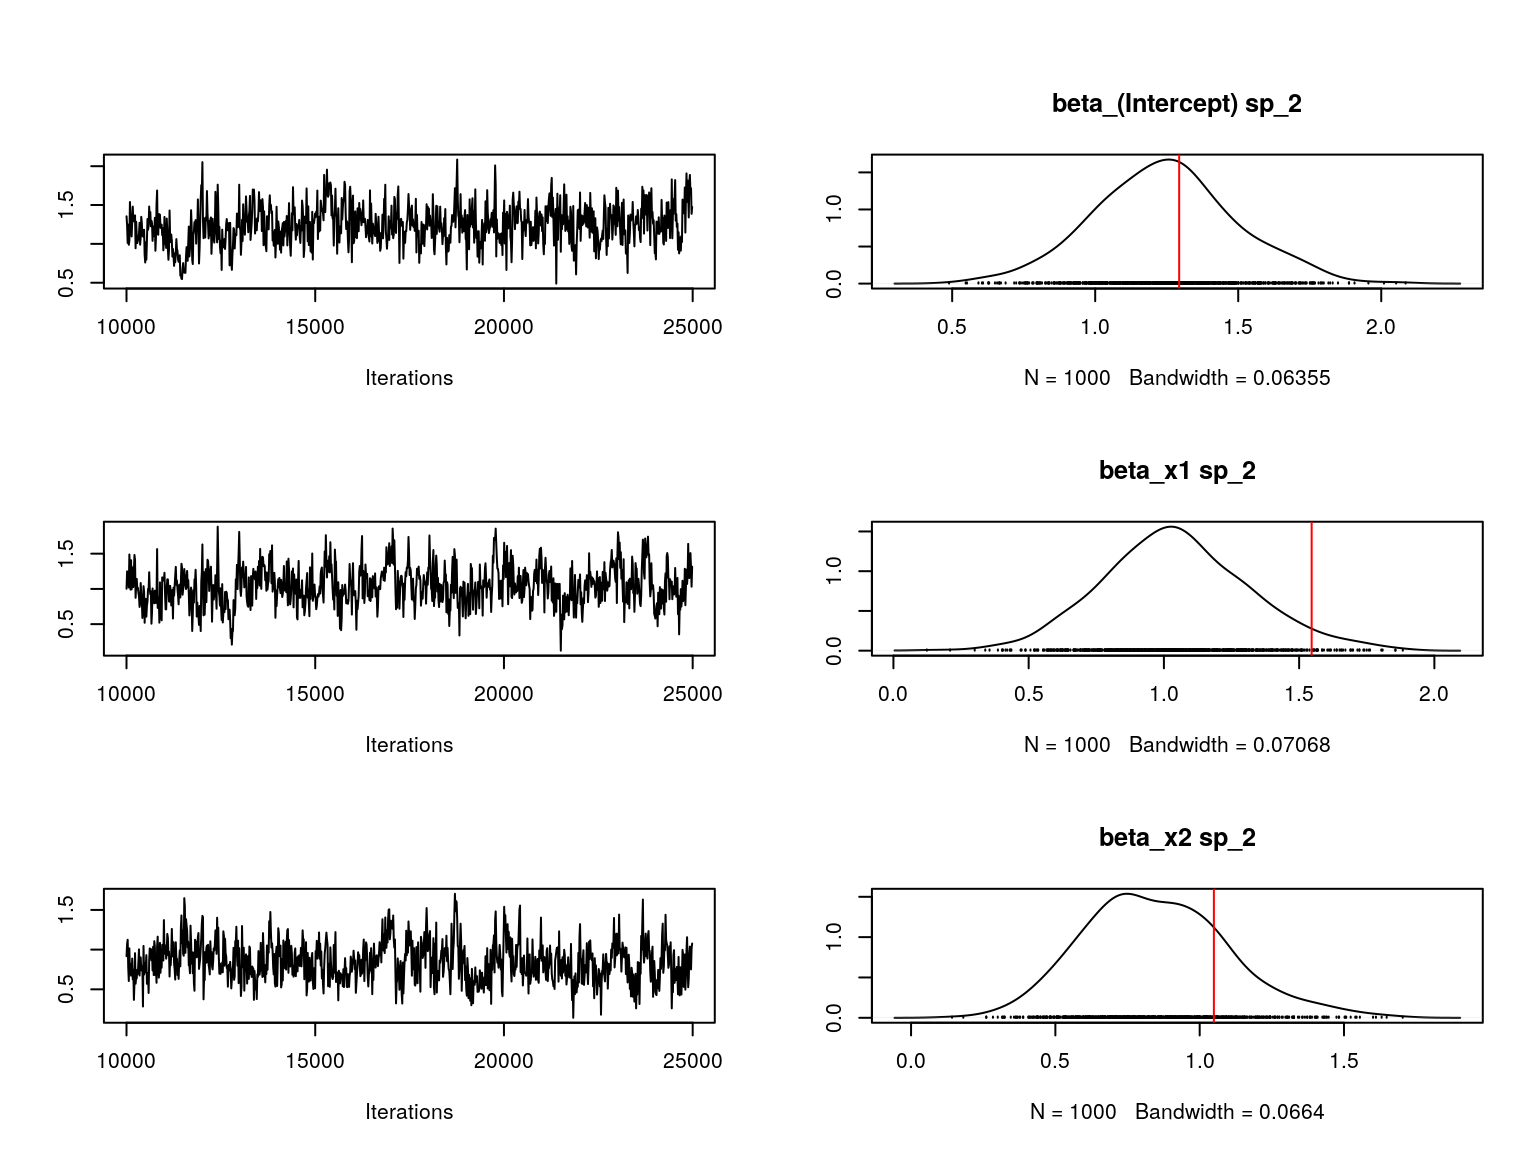 beta_(Intercept) sp_2
0.5 1.5
10000 15000 20000 25000
Iterations
0.0 1.0
0.5 1.0 1.5 2.0
N = 1000 Bandwidth = 0.06355
beta_x1 sp_2
0.5 1.5
10000 15000 20000 25000
Iterations
0.0 1.0
0.0 0.5 1.0 1.5 2.0
N = 1000 Bandwidth = 0.07068
beta_x2 sp_2
0.5 1.5
10000 15000 20000 25000
Iterations
0.0 1.0
0.0 0.5 1.0 1.5
N = 1000 Bandwidth = 0.0664